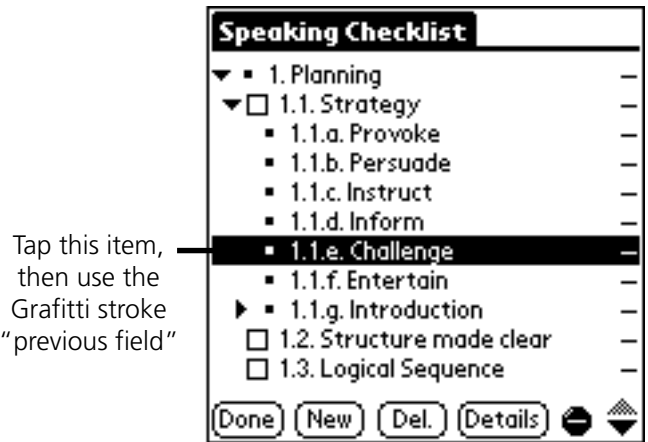 Speaking Checklist
1. Planning
1.1. Strategy
1.1.a. Provoke
1.1.b. Persuade
1.1.c. Instruct
1.1.d. Inform
1.1.e. Challenge
1.1.f. Entertain
1.1.g. Introduction
1.2. Structure made clear
1.3. Logical Sequence
Done New Del. Details
Tap this item,
then use the
Grafitti stroke
“previous field”